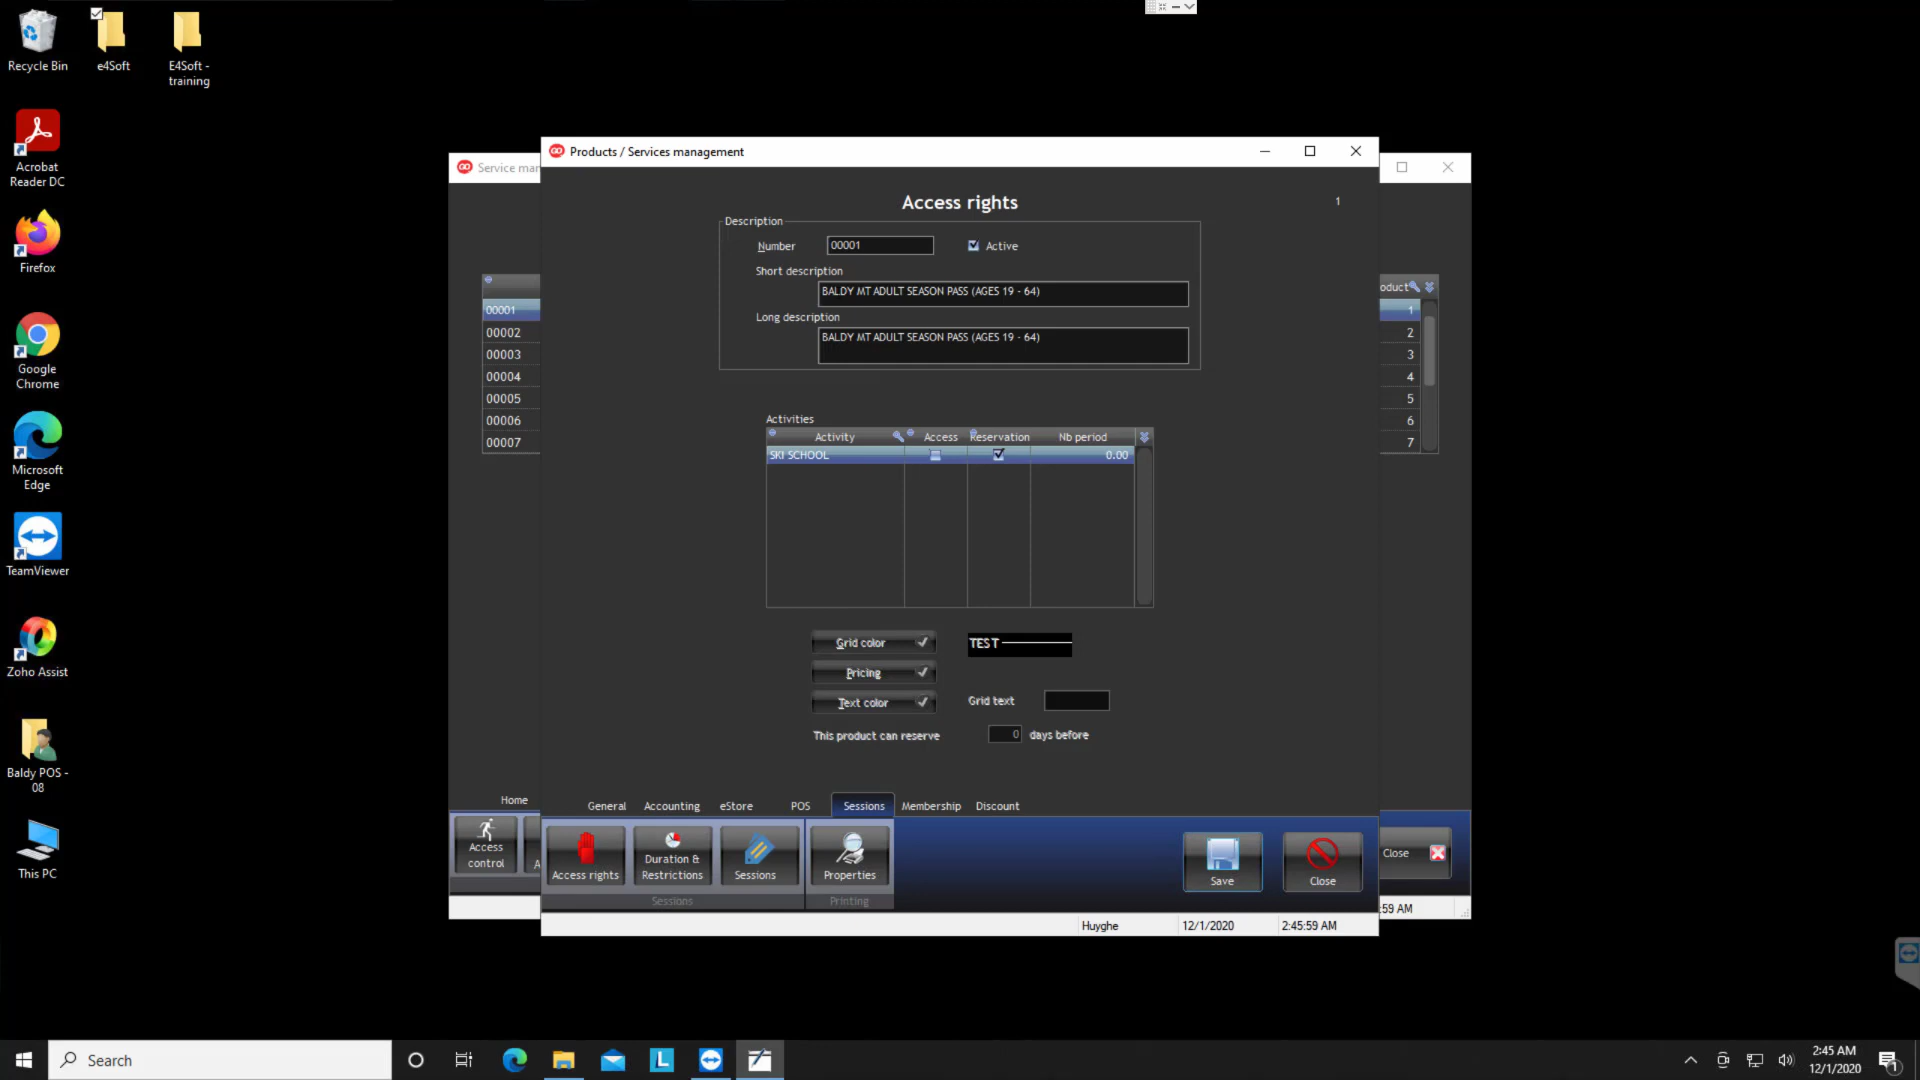 Recycle Bin
e4Soft
E4Soft -
training
Acrobat
Reader DC
Firefox
Google
Chrome
Microsoft
Edge
TeamViewer
Zoho Assist
Baldy POS -
08
This PC
Service mar
Products / Services management
Access rights
1
Description
Number
00001
Active
Short description
BALDY MT ADULT SEASON PASS (AGES 19 - 64)
Long description
BALDY MT ADULT SEASON PASS (AGES 19 - 64)
oduct
00001
1
00002
2
00003
3
00004
4
00005
5
00006
6
00007
7
Activities
Activity
Access
Reservation
Nb period
SKI SCHOOL
0.00
Grid color
TEST
Pricing
Text color
Grid text
This product can reserve
0
days before
Home
General
Accounting
eStore
POS
Sessions
Membership
Discount
Access
control
A
Access rights
Duration &
Restrictions
Sessions
Properties
Save
Close
Close
Sessions
Printing
:59 AM
Huyghe
12/1/2020
2:45:59 AM
Search
L
2:45 AM
12/1/2020
1